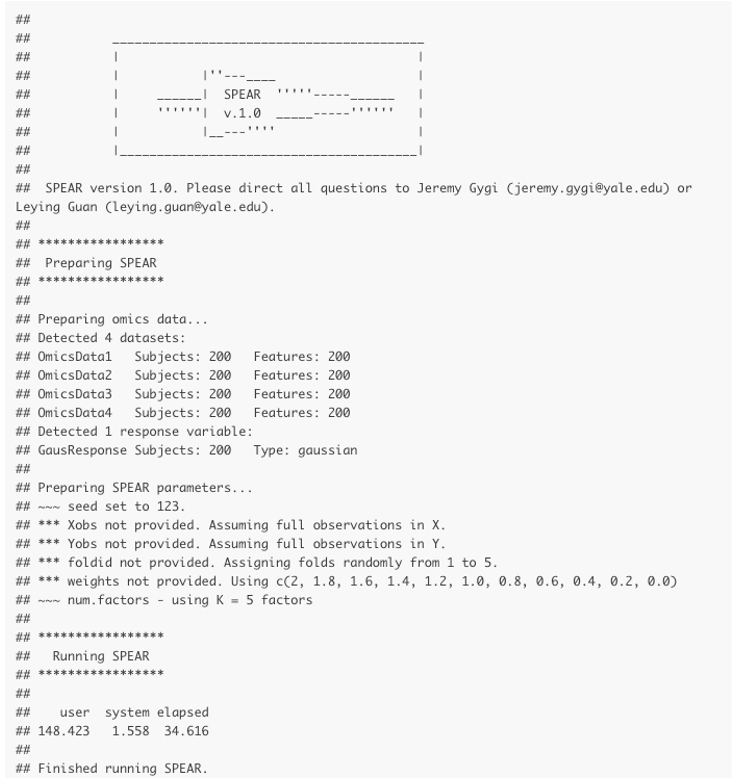 ##
##           __________________________________________
##           |                                        |
##           |           |''---____                   |
##           |     ______|  SPEAR  '''''-----______   |
##           |     ''''''|  v.1.0  _____-----''''''   |
##           |           |__---''''                   |
##           |________________________________________|
##
##  SPEAR version 1.0. Please direct all questions to Jeremy Gygi (jeremy.gygi@yale.edu) or
Leying Guan (leying.guan@yale.edu).
##
## *****************
##  Preparing SPEAR
## *****************
##
## Preparing omics data...
## Detected 4 datasets:
## OmicsData1   Subjects: 200   Features: 200
## OmicsData2   Subjects: 200   Features: 200
## OmicsData3   Subjects: 200   Features: 200
## OmicsData4   Subjects: 200   Features: 200
## Detected 1 response variable:
## GausResponse Subjects: 200   Type: gaussian
##
## Preparing SPEAR parameters...
## ~~~ seed set to 123.
## *** Xobs not provided. Assuming full observations in X.
## *** Yobs not provided. Assuming full observations in Y.
## *** foldid not provided. Assigning folds randomly from 1 to 5.
## *** weights not provided. Using c(2, 1.8, 1.6, 1.4, 1.2, 1.0, 0.8, 0.6, 0.4, 0.2, 0.0)
## ~~~ num.factors - using K = 5 factors
##
## *****************
##   Running SPEAR
## *****************
##
##    user  system elapsed
## 148.423   1.558  34.616
##
## Finished running SPEAR.